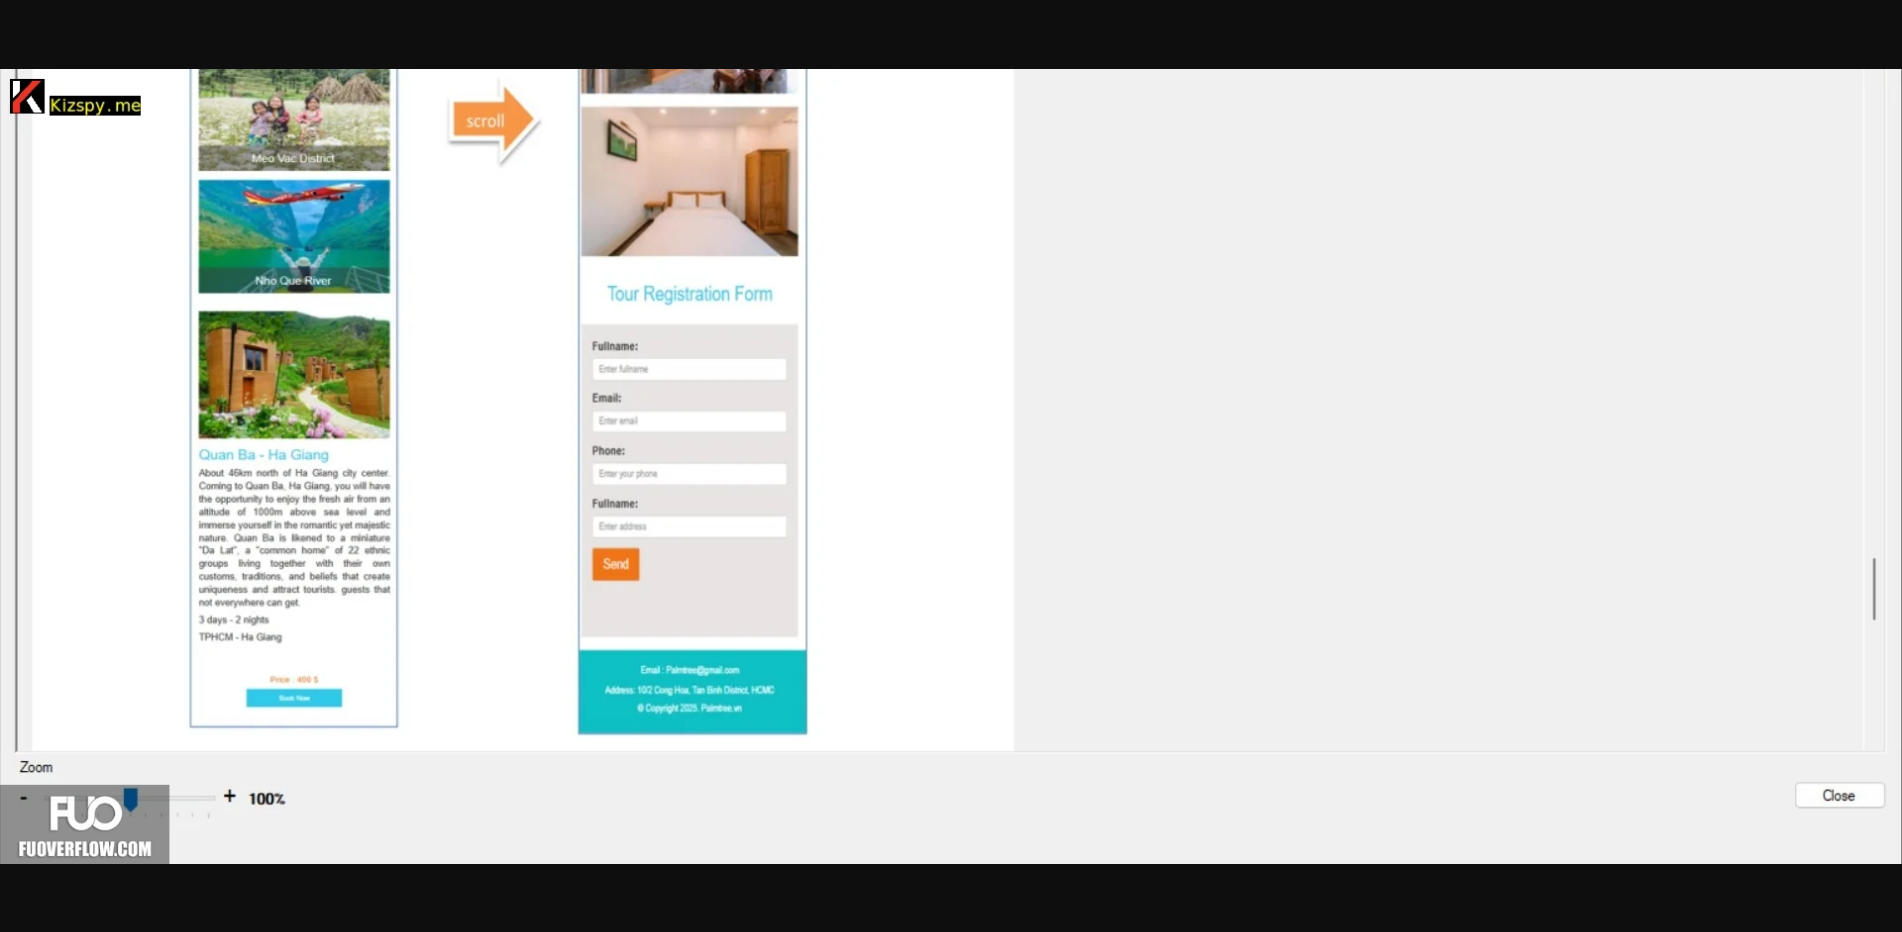 Kizspy.me
Meo Vac District
Nho Que River
Quan Ba - Ha Giang
About 46km north of Ha Giang city center.
Coming to Quan Ba, Ha Giang, you will have
the opportunity to enjoy the fresh air from an
altitude of 1000m above sea level and
immerse yourself in the romantic yet majestic
nature. Quan Ba is likened to a miniature
"Da Lat", a "common home" of 22 ethnic
groups living together with their own
customs, traditions, and beliefs that create
uniqueness and attract tourists. guests that
not everywhere can get.
3 days - 2 nights
TPHCM - Ha Giang
Price : 400 $
Book Now
scroll
Tour Registration Form
Fullname:
Enter fullname
Email:
Enter email
Phone:
Enter your phone
Fullname:
Enter address
Send
Email : Palmtree@gmail.com
Address: 10/2 Cong Hoa, Tan Binh District, HCMC
© Copyright 2025. Palmtree.vn
Zoom
- + 100%
Close
FUO
FUOVERFLOW.COM